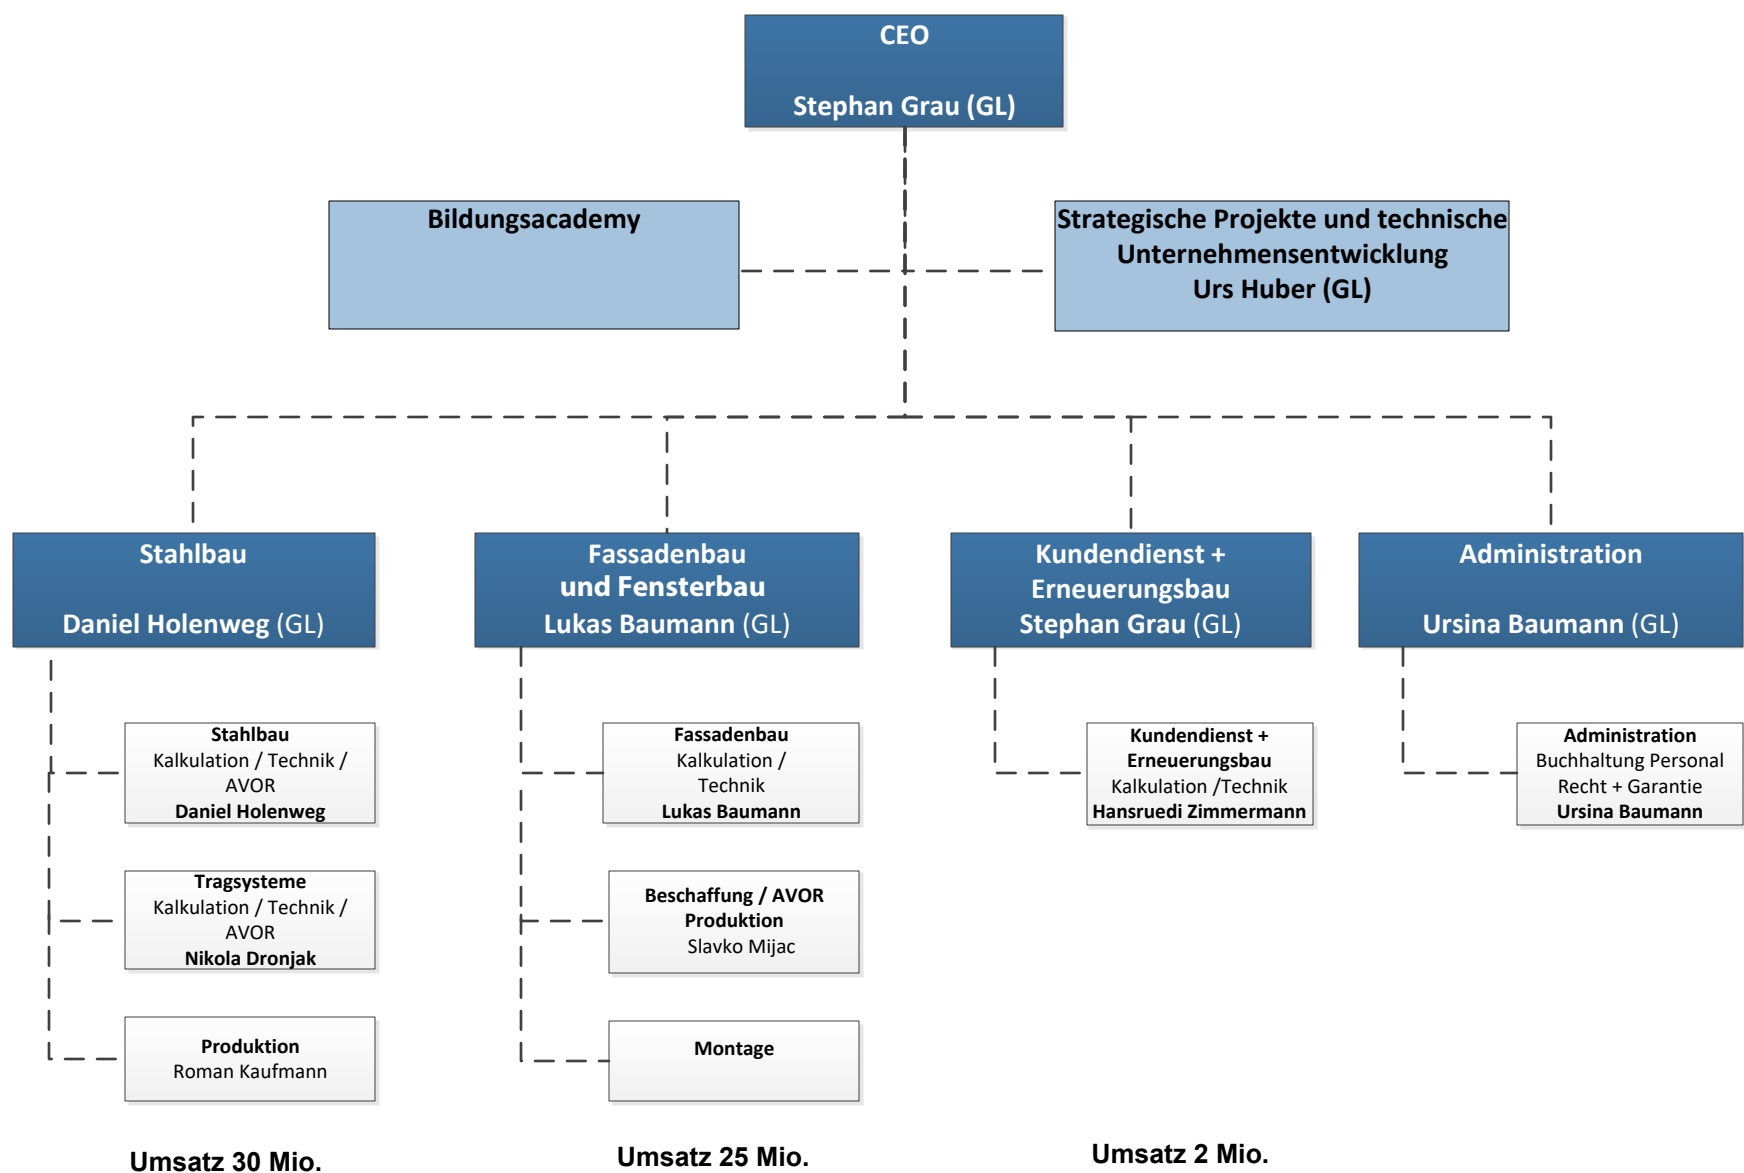 CEO
Stephan Grau (GL)
Bildungsacademy
Strategische Projekte und technische
Unternehmensentwicklung
Urs Huber (GL)
Stahlbau
Daniel Holenweg (GL)
Fassadenbau
und Fensterbau
Lukas Baumann (GL)
Kundendienst +
Erneuerungsbau
Stephan Grau (GL)
Administration
Ursina Baumann (GL)
Stahlbau
Kalkulation / Technik /
AVOR
Daniel Holenweg
Fassadenbau
Kalkulation /
Technik
Lukas Baumann
Kundendienst +
Erneuerungsbau
Kalkulation /Technik
Hansruedi Zimmermann
Administration
Buchhaltung Personal
Recht + Garantie
Ursina Baumann
Tragsysteme
Kalkulation / Technik /
AVOR
Nikola Dronjak
Beschaffung / AVOR
Produktion
Slavko Mijac
Produktion
Roman Kaufmann
Montage
Umsatz 30 Mio.
Umsatz 25 Mio.
Umsatz 2 Mio.